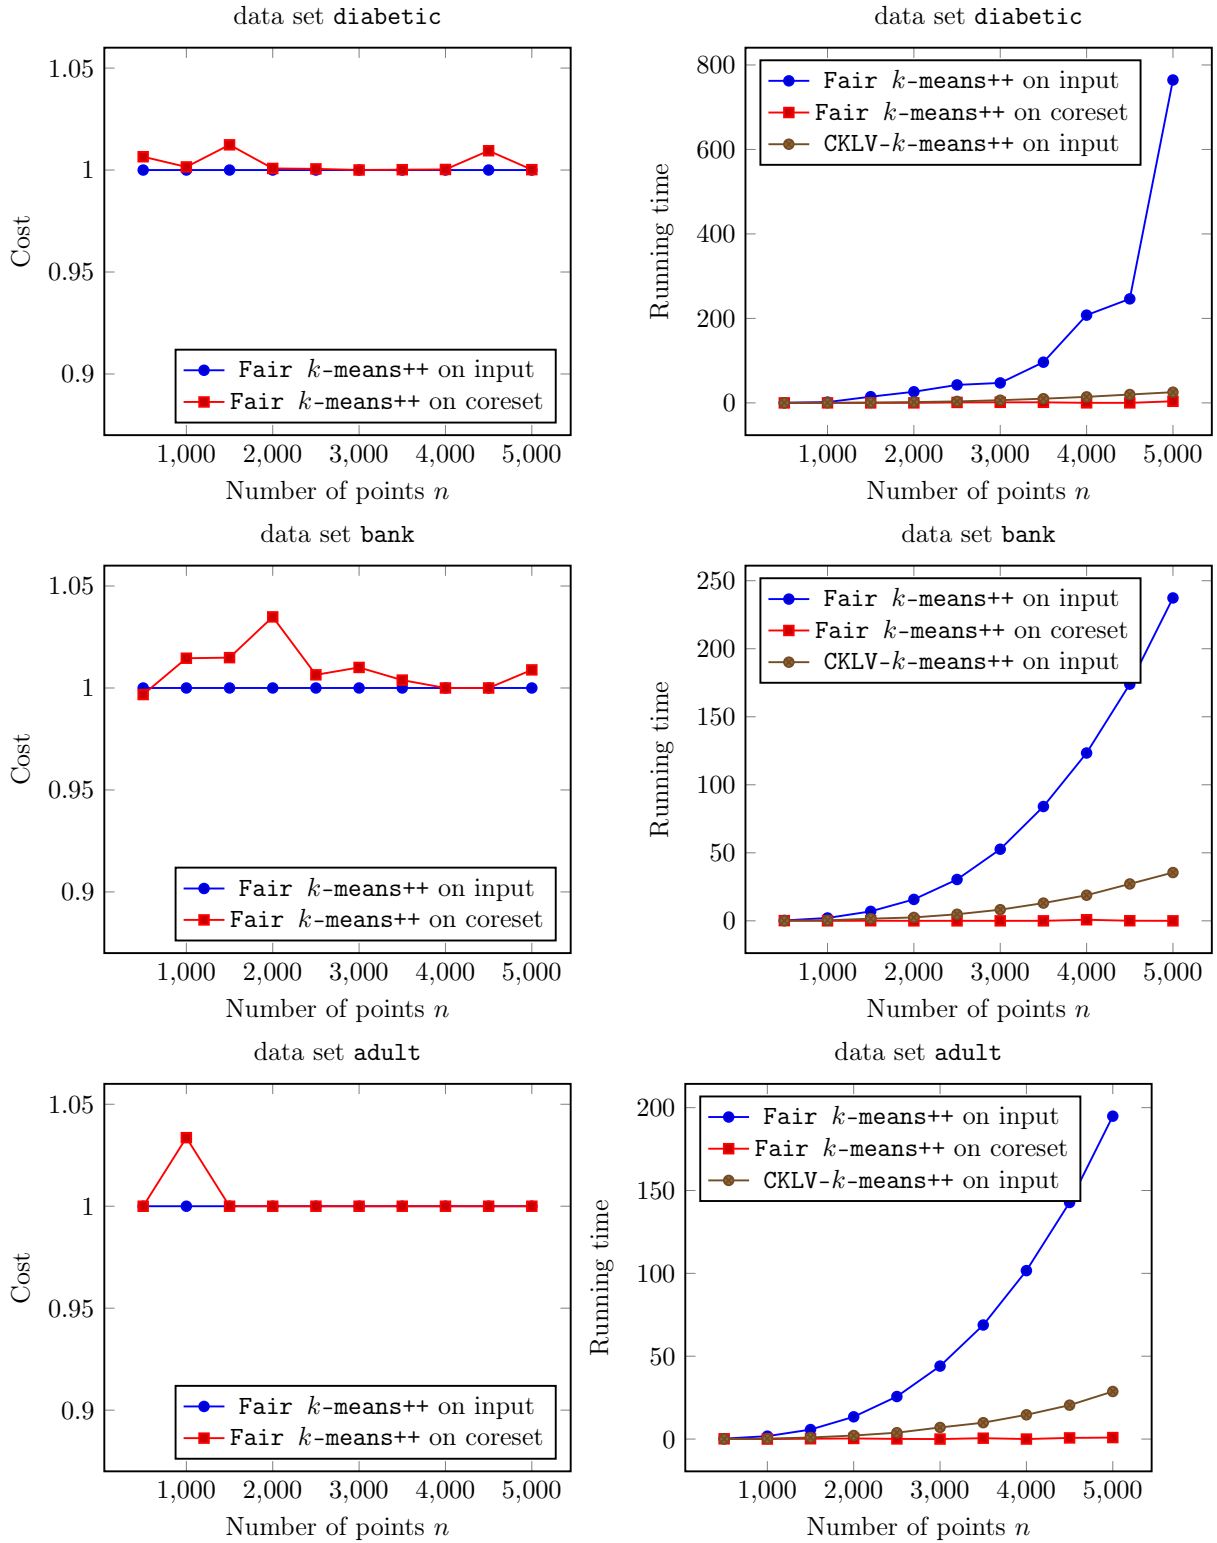 data set diabetic
1.05
1
0.95
0.9
Cost
Fair k-means++ on input
Fair k-means++ on coreset
1,000 2,000 3,000 4,000 5,000
Number of points n
data set diabetic
800
600
400
200
0
Running time
Fair k-means++ on input
Fair k-means++ on coreset
CKLV-k-means++ on input
1,000 2,000 3,000 4,000 5,000
Number of points n
data set bank
1.05
1
0.95
0.9
Cost
Fair k-means++ on input
Fair k-means++ on coreset
1,000 2,000 3,000 4,000 5,000
Number of points n
data set bank
250
200
150
100
50
0
Running time
Fair k-means++ on input
Fair k-means++ on coreset
CKLV-k-means++ on input
1,000 2,000 3,000 4,000 5,000
Number of points n
data set adult
1.05
1
0.95
0.9
Cost
Fair k-means++ on input
Fair k-means++ on coreset
1,000 2,000 3,000 4,000 5,000
Number of points n
data set adult
200
150
100
50
0
Running time
Fair k-means++ on input
Fair k-means++ on coreset
CKLV-k-means++ on input
1,000 2,000 3,000 4,000 5,000
Number of points n